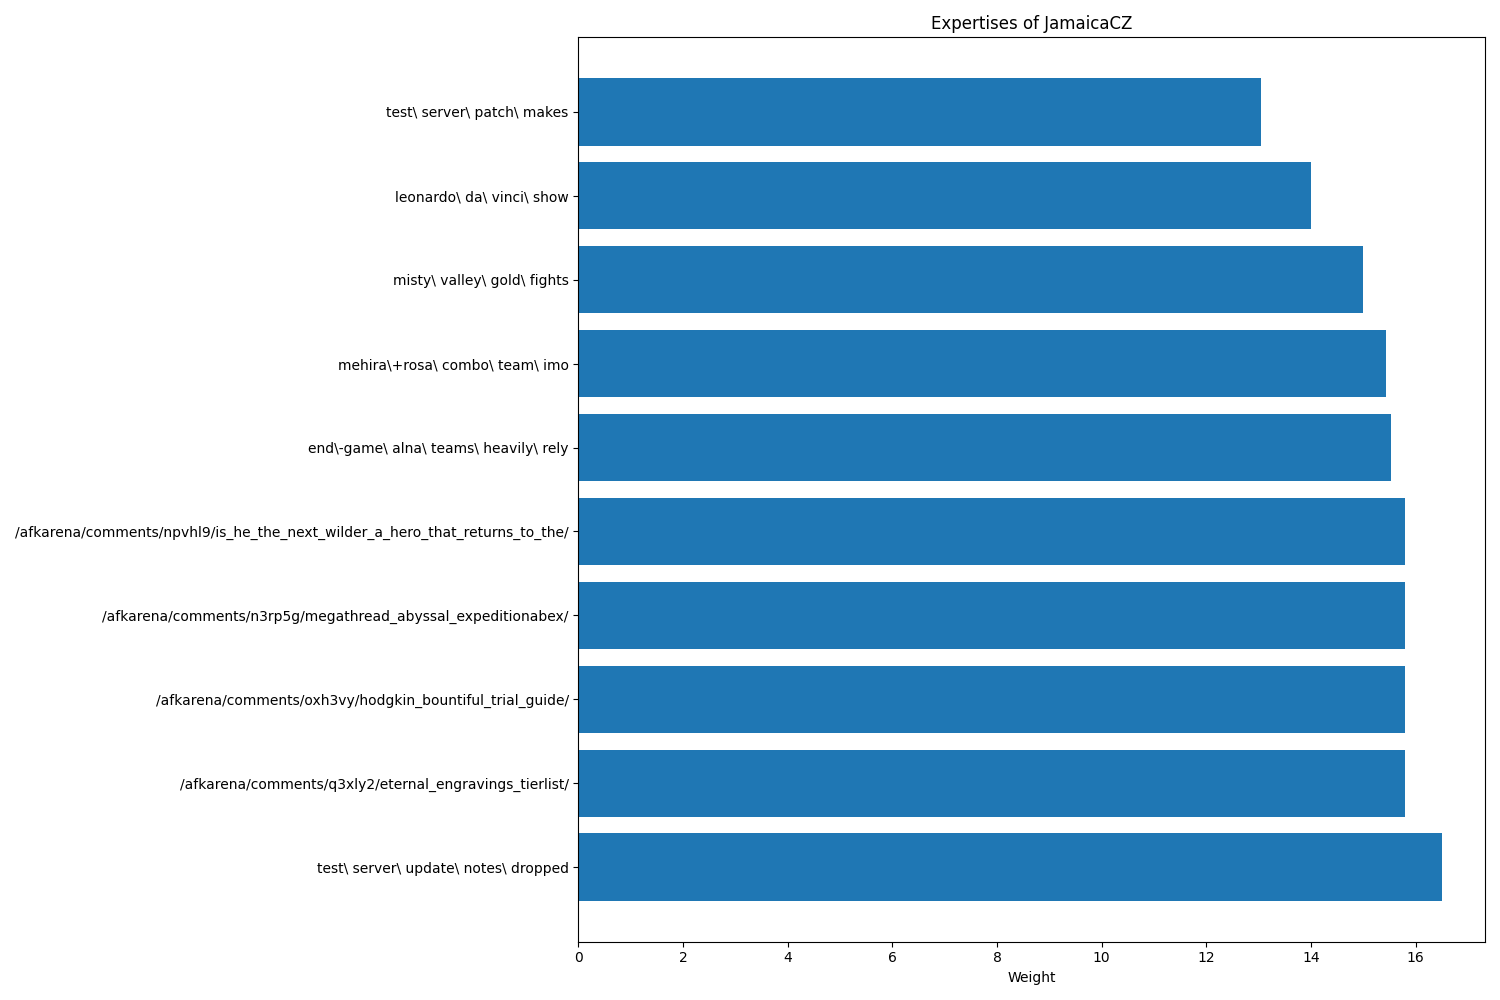 Expertises of JamaicaCZ
test\ server\ patch\ makes
leonardo\ da\ vinci\ show
misty\ valley\ gold\ fights
mehira\+rosa\ combo\ team\ imo
end\-game\ alna\ teams\ heavily\ rely
/afkarena/comments/npvhl9/is_he_the_next_wilder_a_hero_that_returns_to_the/
/afkarena/comments/n3rp5g/megathread_abyssal_expeditionabex/
/afkarena/comments/oxh3vy/hodgkin_bountiful_trial_guide/
/afkarena/comments/q3xly2/eternal_engravings_tierlist/
test\ server\ update\ notes\ dropped
0 2 4 6 8 10 12 14 16
Weight